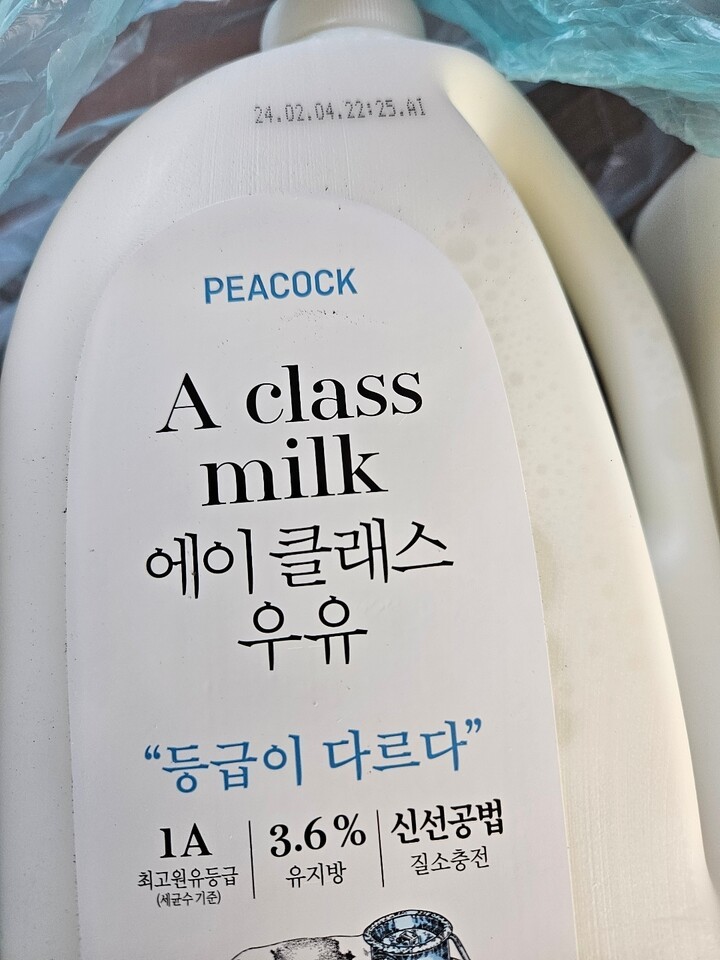 24.02.04.22:25.A1
PEACOCK
A class
milk
에이 클래스
우유
“등급이 다르다”
1A
최고원유등급
(세균수 기준)
3.6 %
유지방
신선공법
질소충전